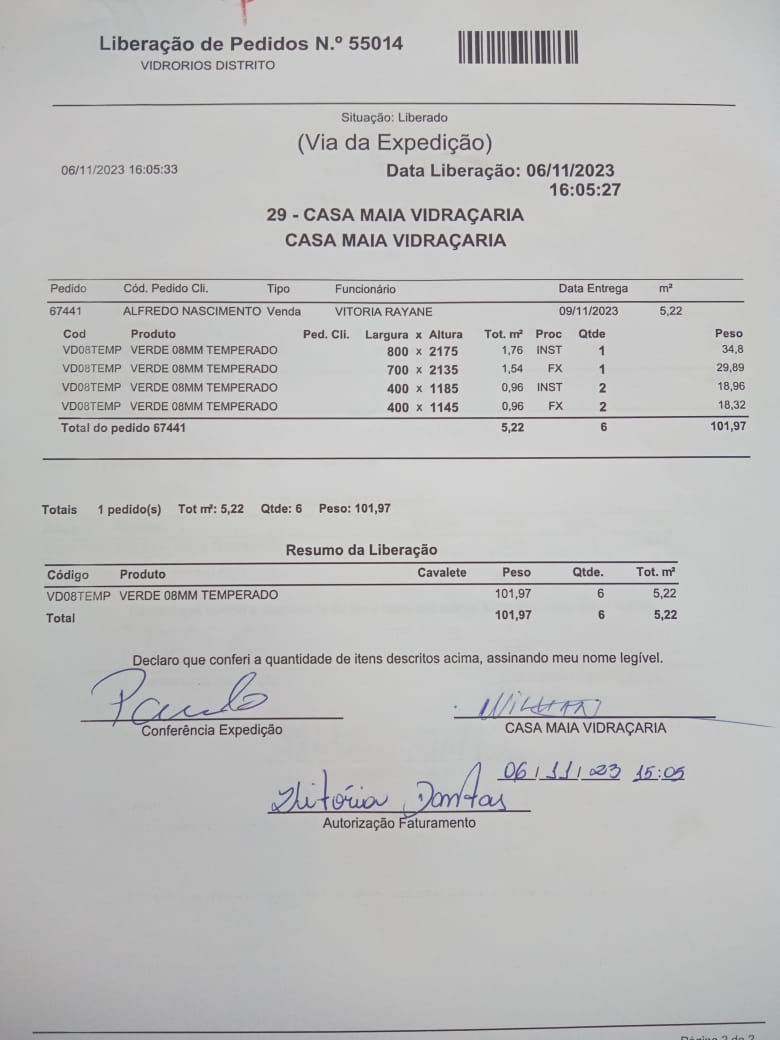 Liberação de Pedidos N.º 55014
VIDRORIOS DISTRITO
Situação: Liberado
(Via da Expedição)
06/11/2023 16:05:33 Data Liberação: 06/11/2023
16:05:27
29 - CASA MAIA VIDRAÇARIA
CASA MAIA VIDRAÇARIA
Pedido Cód. Pedido Cli. Tipo Funcionário Data Entrega m²
67441 ALFREDO NASCIMENTO Venda VITORIA RAYANE 09/11/2023 5,22
Cod Produto Ped. Cli. Largura x Altura Tot. m² Proc Qtde Peso
VD08TEMP VERDE 08MM TEMPERADO 800 x 2175 1,76 INST 1 34,8
VD08TEMP VERDE 08MM TEMPERADO 700 x 2135 1,54 FX 1 29,89
VD08TEMP VERDE 08MM TEMPERADO 400 x 1185 0,96 INST 2 18,96
VD08TEMP VERDE 08MM TEMPERADO 400 x 1145 0,96 FX 2 18,32
Total do pedido 67441 5,22 6 101,97
Totais 1 pedido(s) Tot m²: 5,22 Qtde: 6 Peso: 101,97
Resumo da Liberação
Código Produto Cavalete Peso Qtde. Tot. m²
VD08TEMP VERDE 08MM TEMPERADO 101,97 6 5,22
Total 101,97 6 5,22
Declaro que conferi a quantidade de itens descritos acima, assinando meu nome legível.
Paulo
Conferência Expedição CASA MAIA VIDRAÇARIA
06/11/23 15:05
Vitória Dantas
Autorização Faturamento
Página 2 de 2